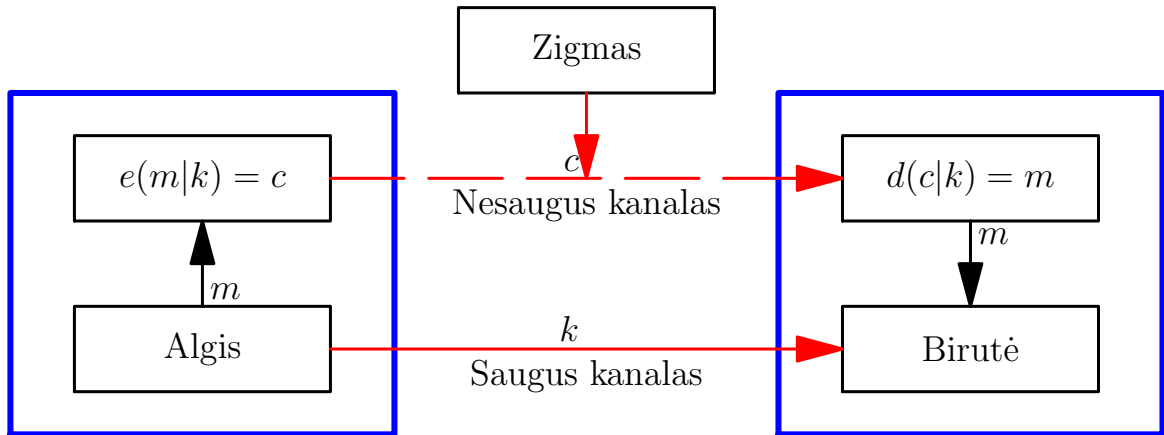 Zigmas
e(m|k) = c
c
d(c|k) = m
Nesaugus kanalas
m
m
Algis
k
Birutė
Saugus kanalas